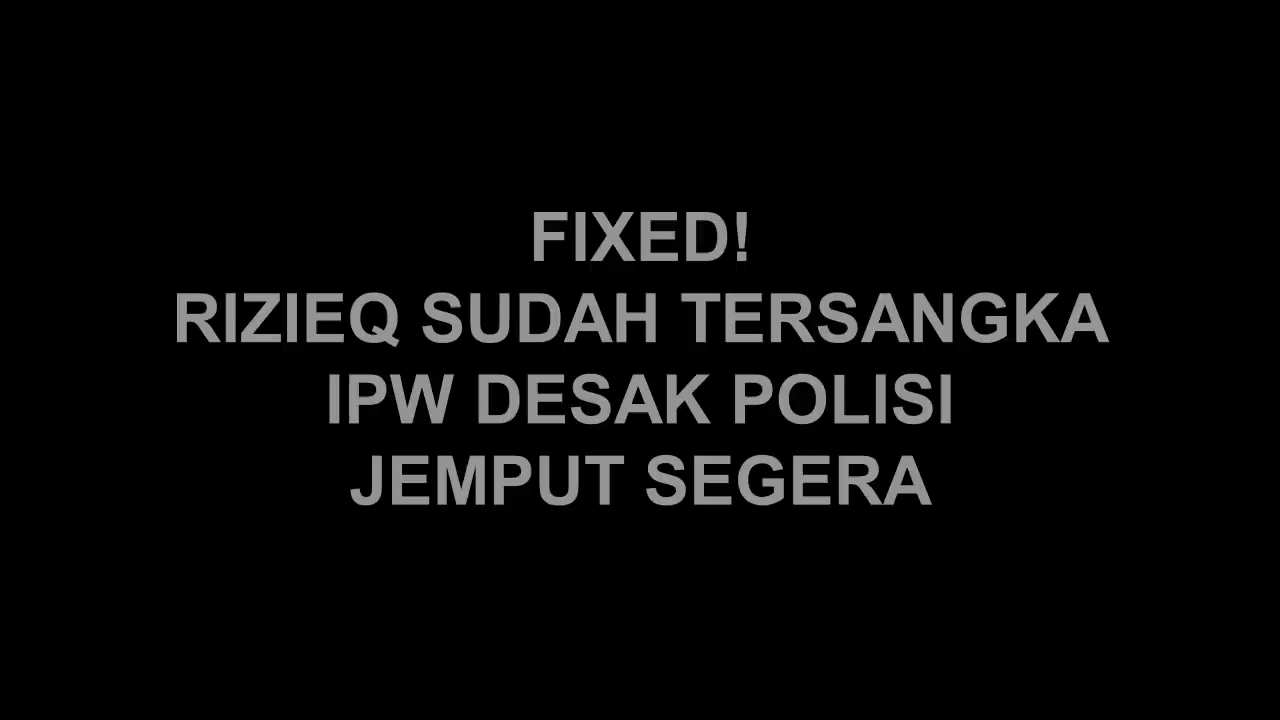 FIXED!
RIZIEQ SUDAH TERSANGKA
IPW DESAK POLISI
JEMPUT SEGERA